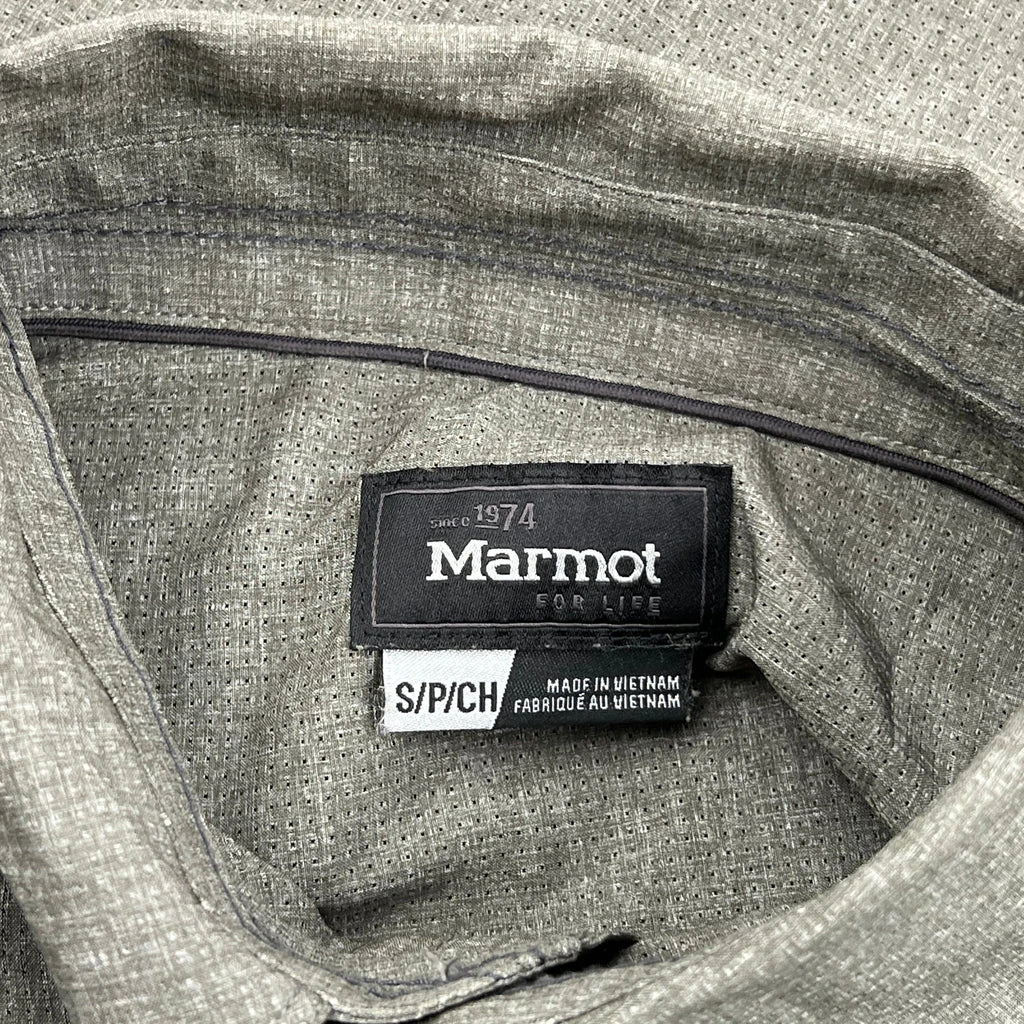 since 1974
Marmot
FOR LIFE
S/P/CH
MADE IN VIETNAM
FABRIQUÉ AU VIETNAM